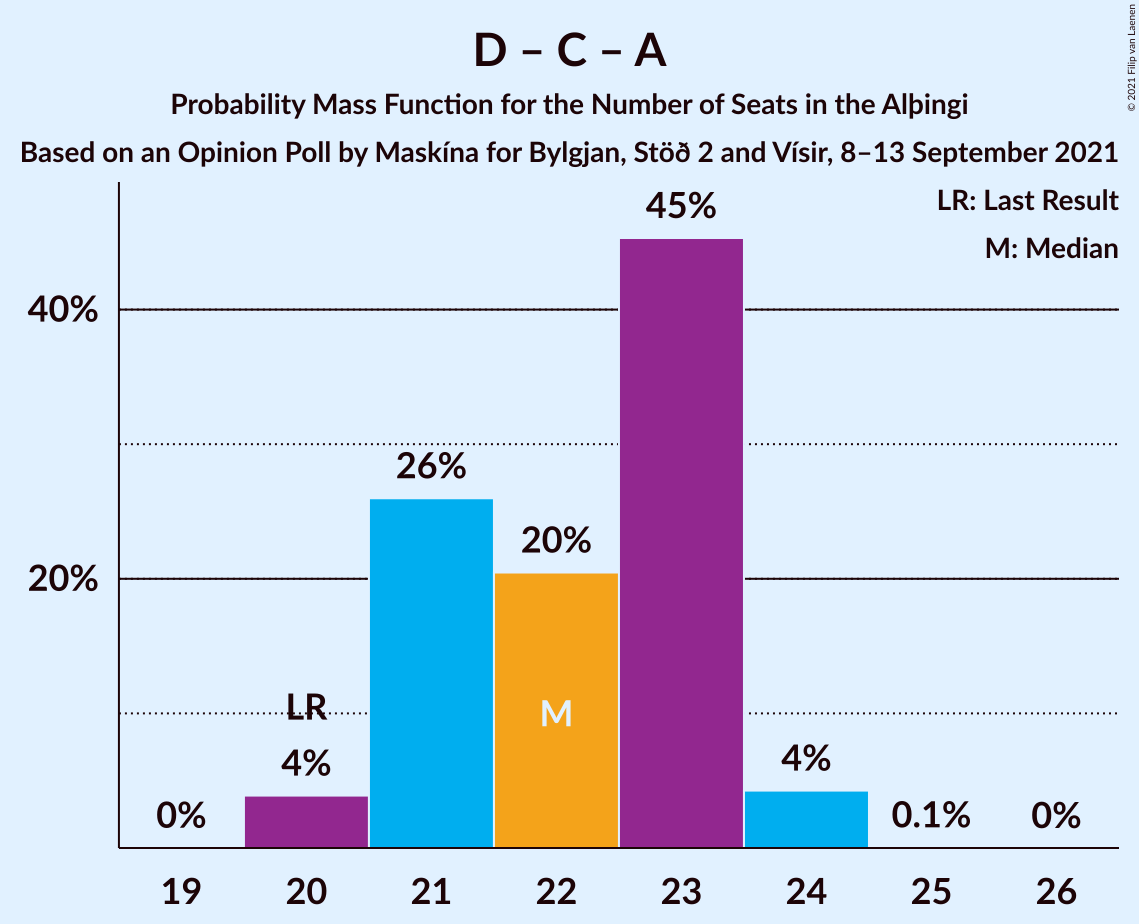 D – C – A
Probability Mass Function for the Number of Seats in the Alþingi
Based on an Opinion Poll by Maskína for Bylgjan, Stöð 2 and Vísir, 8–13 September 2021
© 2021 Filip van Laenen
LR: Last Result
M: Median
45%
40%
26%
20%
20%
LR
M
4%
4%
0%
0.1%
0%
19 20 21 22 23 24 25 26